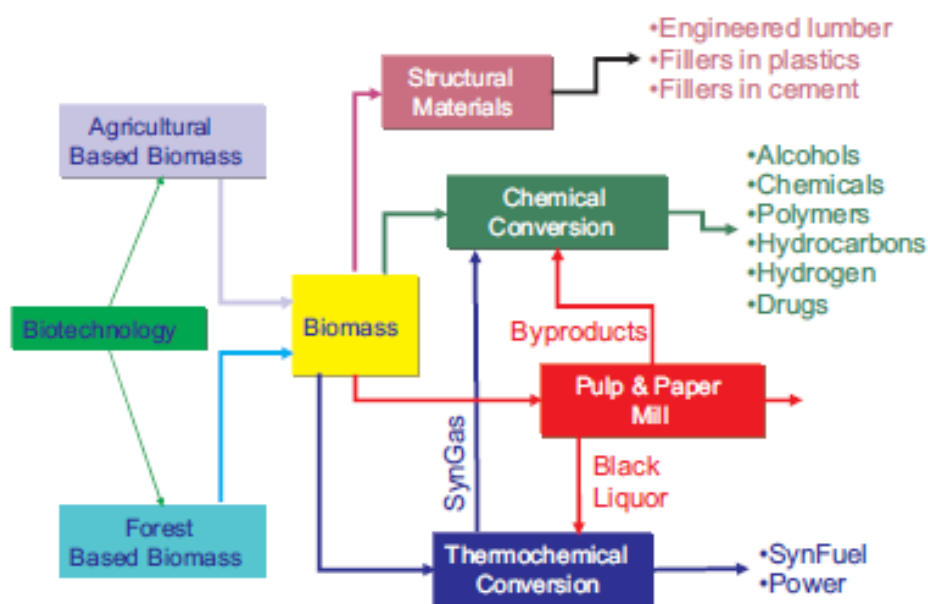 •Engineered lumber
•Fillers in plastics
•Fillers in cement
Structural
Materials
Agricultural
Based Biomass
•Alcohols
•Chemicals
•Polymers
•Hydrocarbons
•Hydrogen
•Drugs
Chemical
Conversion
Biotechnology
Biomass
Byproducts
Pulp & Paper
Mill
SynGas
Black
Liquor
Forest
Based Biomass
Thermochemical
Conversion
•SynFuel
•Power